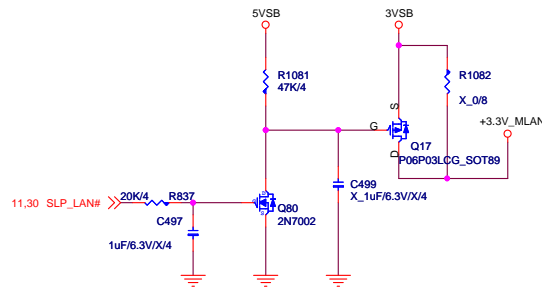 5VSB
3VSB
R1081
47K/4
R1082
X_0/8
S
G
D
+3.3V_MLAN
Q17
P06P03LCG_SOT89
11,30 SLP_LAN#
20K/4
R837
C497
1uF/6.3V/X/4
Q80
2N7002
C499
X_1uF/6.3V/X/4